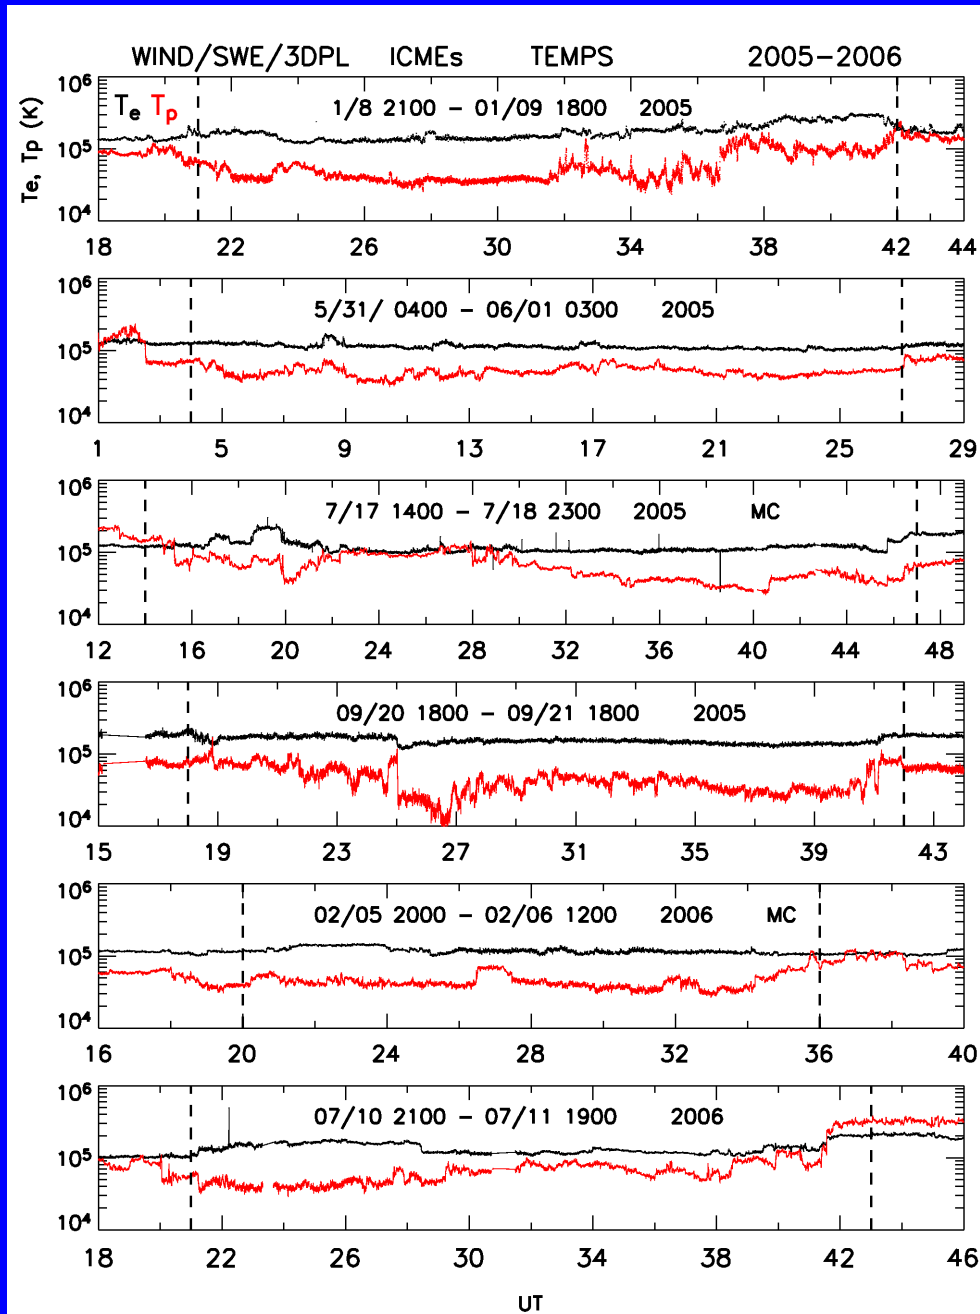 WIND/SWE/3DPL ICMEs TEMPS 2005-2006
Te, Tp (K)
10⁶
10⁵
10⁴
Te Tp
1/8 2100 - 01/09 1800 2005
18 22 26 30 34 38 42 44
10⁶
10⁵
10⁴
5/31/ 0400 - 06/01 0300 2005
1 5 9 13 17 21 25 29
10⁶
10⁵
10⁴
7/17 1400 - 7/18 2300 2005 MC
12 16 20 24 28 32 36 40 44 48
10⁶
10⁵
10⁴
09/20 1800 - 09/21 1800 2005
15 19 23 27 31 35 39 43
10⁶
10⁵
10⁴
02/05 2000 - 02/06 1200 2006 MC
16 20 24 28 32 36 40
10⁶
10⁵
10⁴
07/10 2100 - 07/11 1900 2006
18 22 26 30 34 38 42 46
UT